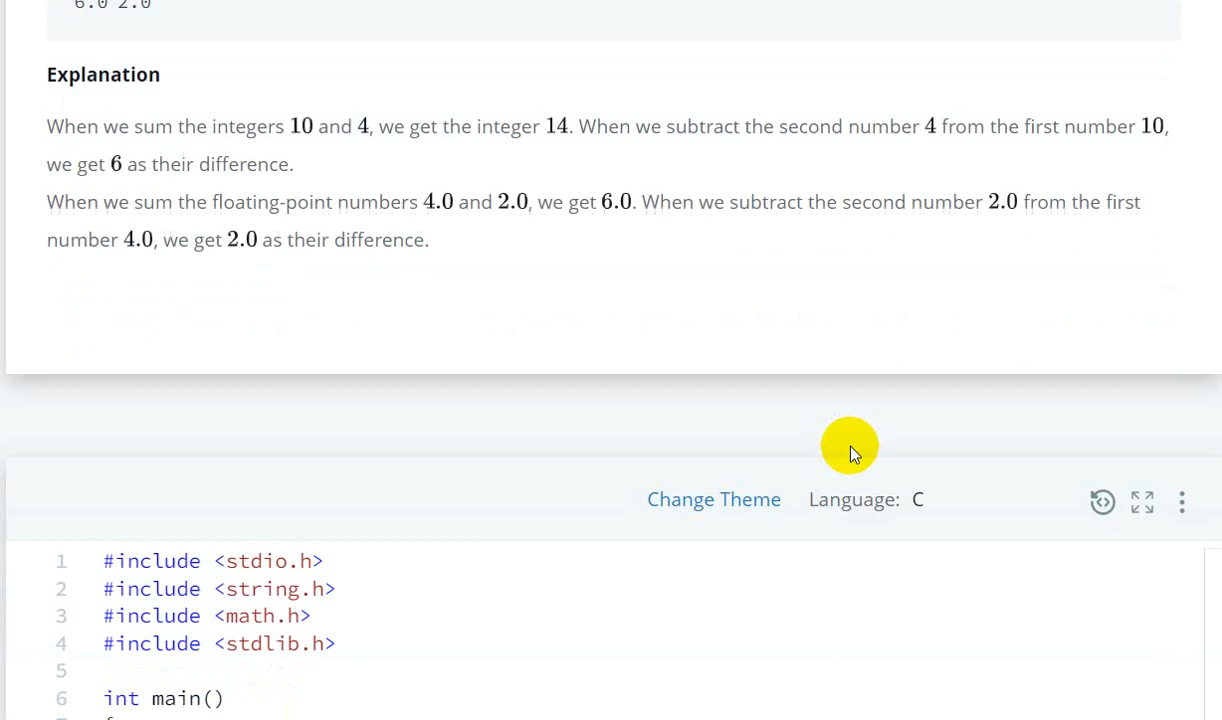 6.0 2.0
Explanation
When we sum the integers 10 and 4, we get the integer 14. When we subtract the second number 4 from the first number 10,
we get 6 as their difference.
When we sum the floating-point numbers 4.0 and 2.0, we get 6.0. When we subtract the second number 2.0 from the first
number 4.0, we get 2.0 as their difference.
Change Theme Language: C
1 #include <stdio.h>
2 #include <string.h>
3 #include <math.h>
4 #include <stdlib.h>
5
6 int main()